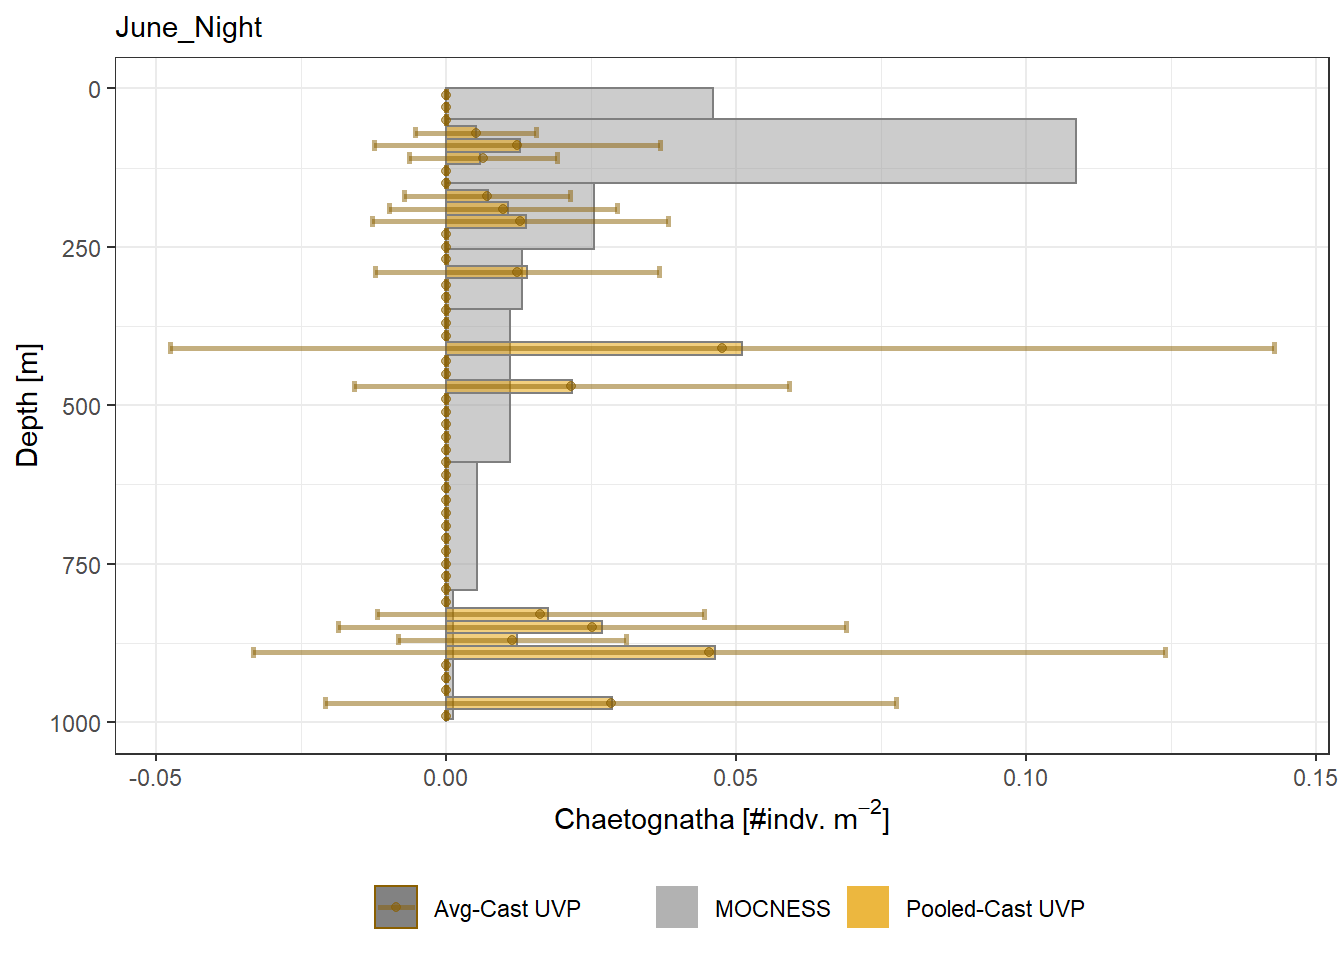 June_Night
0
250
500
750
1000
Depth [m]
-0.05
0.00
0.05
0.10
0.15
Chaetognatha [#indv. m−2]
Avg-Cast UVP
MOCNESS
Pooled-Cast UVP